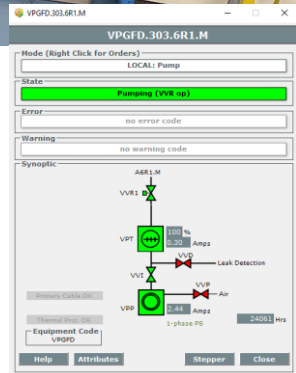 VPGFD.303.6R1.M
VPGFD.303.6R1.M
Mode (Right Click for Orders)
LOCAL: Pump
State
Pumping (VVR op)
Error
no error code
Warning
no warning code
Synoptic
A6R1.M
VVR1
VPT
100 %
0.30 Amps
VVD
Leak Detection
VVI
VVP
Air
VPP
2.44 Amps
1-phase PS
Primary Cable OK
Thermal Prot. OK
24061 Hrs
Equipment Code
VPGFD
Help Attributes Stepper Close